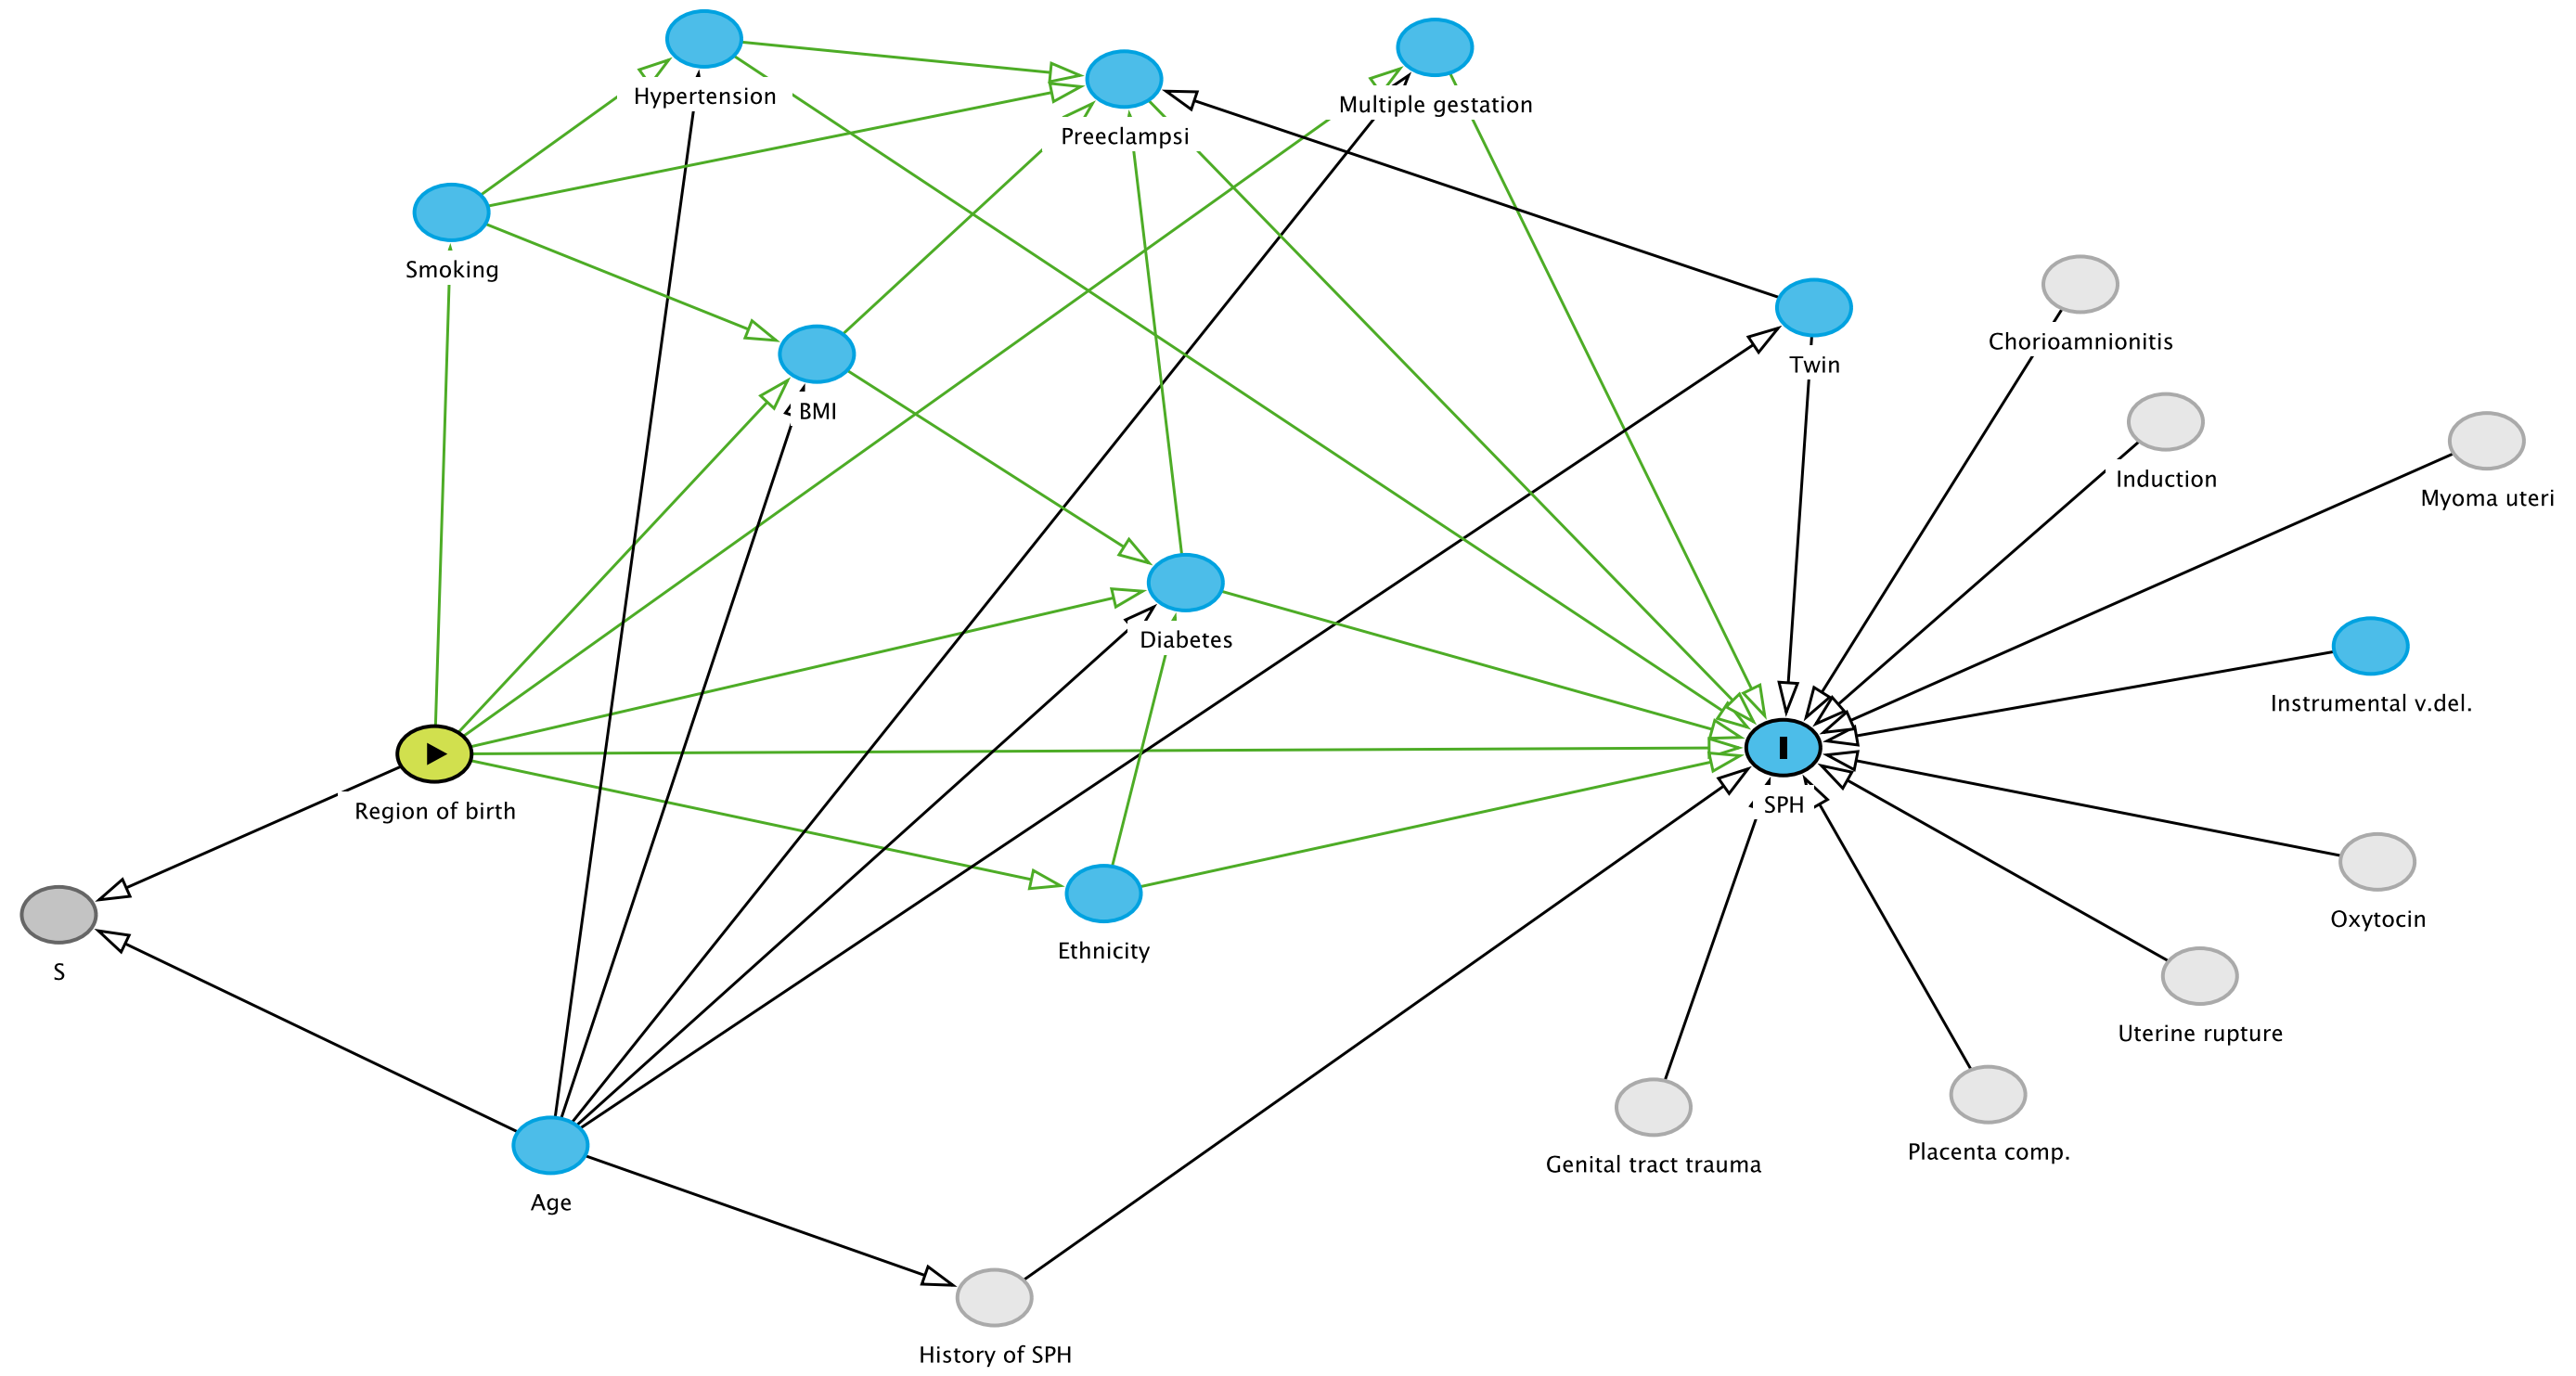 Hypertension
Multiple gestation
Preeclampsi
Smoking
Chorioamnionitis
Twin
BMI
Induction
Myoma uteri
Diabetes
Instrumental v.del.
SPH
Region of birth
Oxytocin
Ethnicity
S
Uterine rupture
Placenta comp.
Genital tract trauma
Age
History of SPH